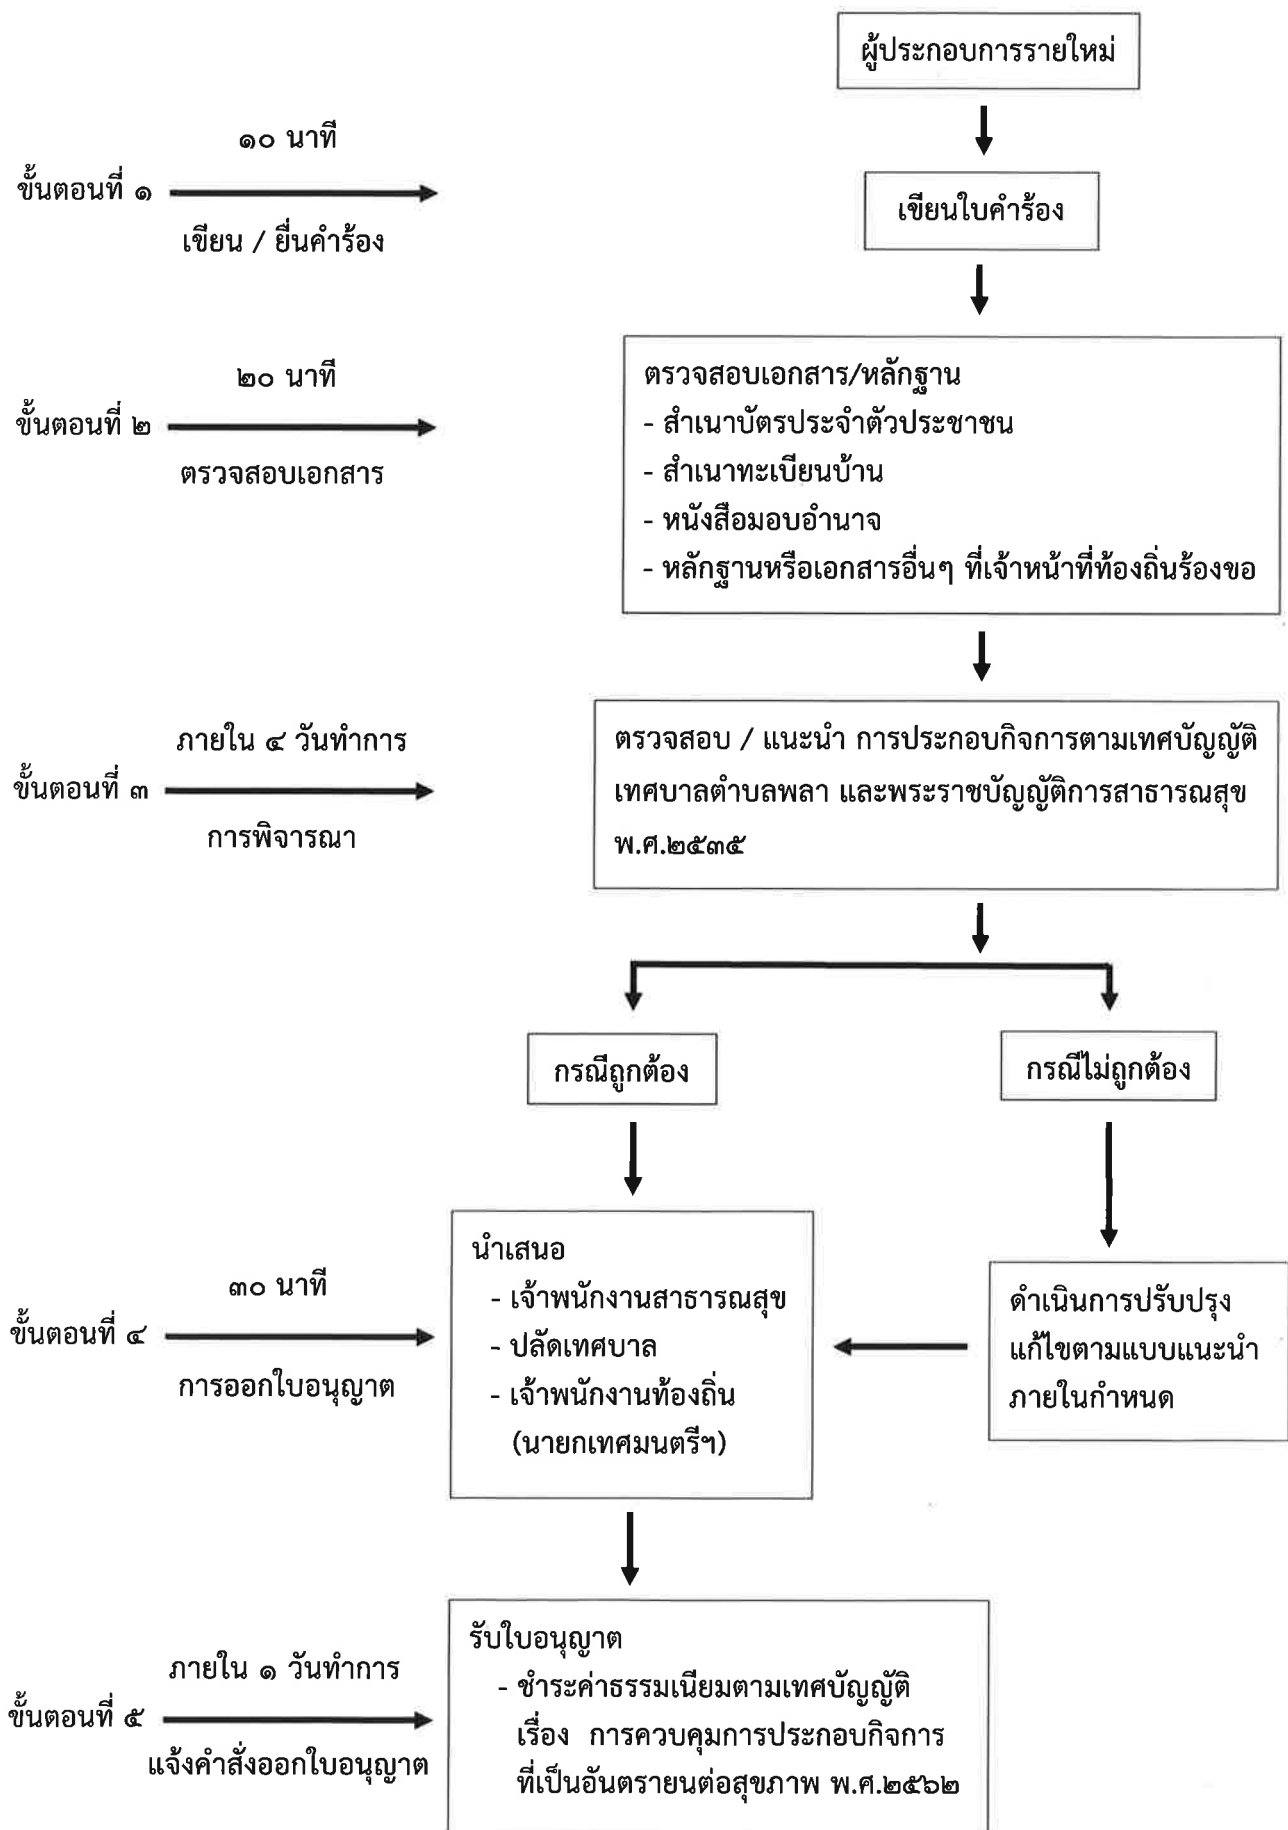 ผู้ประกอบการรายใหม่
๑๐ นาที
ขั้นตอนที่ ๑
เขียน / ยื่นคำร้อง
เขียนใบคำร้อง
๒๐ นาที
ขั้นตอนที่ ๒
ตรวจสอบเอกสาร
ตรวจสอบเอกสาร/หลักฐาน
- สำเนาบัตรประจำตัวประชาชน
- สำเนาทะเบียนบ้าน
- หนังสือมอบอำนาจ
- หลักฐานหรือเอกสารอื่นๆ ที่เจ้าหน้าที่ท้องถิ่นร้องขอ
ภายใน ๔ วันทำการ
ขั้นตอนที่ ๓
การพิจารณา
ตรวจสอบ / แนะนำ การประกอบกิจการตามเทศบัญญัติ
เทศบาลตำบลพลา และพระราชบัญญัติการสาธารณสุข
พ.ศ.๒๕๓๕
กรณีถูกต้อง
กรณีไม่ถูกต้อง
๓๐ นาที
ขั้นตอนที่ ๔
การออกใบอนุญาต
นำเสนอ
- เจ้าพนักงานสาธารณสุข
- ปลัดเทศบาล
- เจ้าพนักงานท้องถิ่น
(นายกเทศมนตรีฯ)
ดำเนินการปรับปรุง
แก้ไขตามแบบแนะนำ
ภายในกำหนด
ภายใน ๑ วันทำการ
ขั้นตอนที่ ๕
แจ้งคำสั่งออกใบอนุญาต
รับใบอนุญาต
- ชำระค่าธรรมเนียมตามเทศบัญญัติ
เรื่อง การควบคุมการประกอบกิจการ
ที่เป็นอันตรายนต่อสุขภาพ พ.ศ.๒๕๖๒